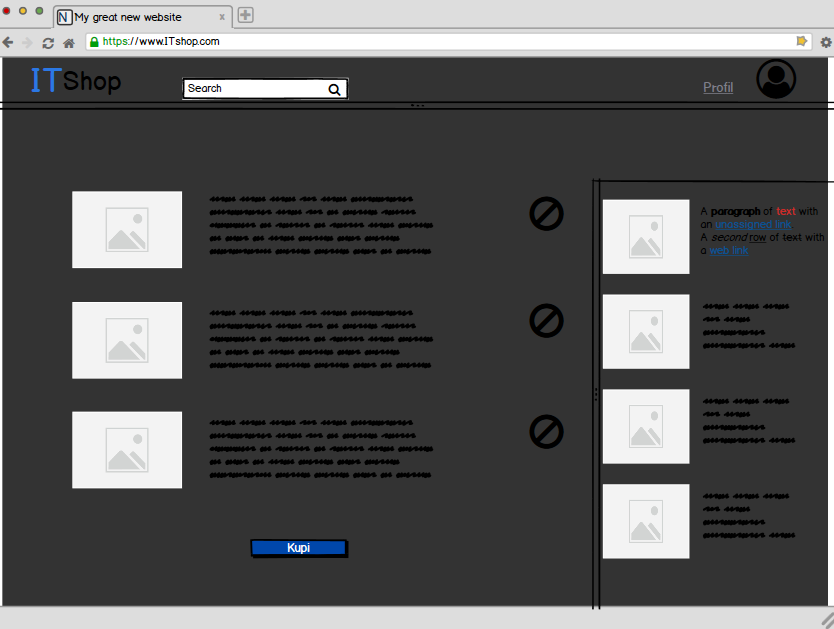 My great new website x
https://www.ITshop.com
ITShop
Search
Profil
A paragraph of text with
an unassigned link.
A second row of text with
a web link
Kupi